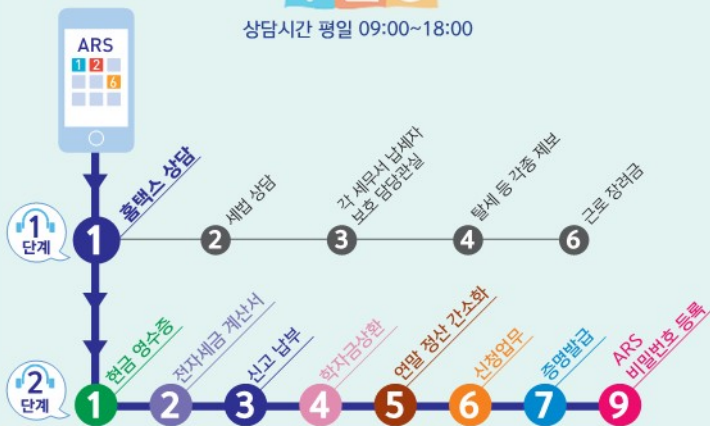 상담시간 평일 09:00~18:00
ARS
1 2
6
1
단계
1
홈택스 상담
2
세법 상담
3
각 세무서 납세자
보호 담당관실
4
탈세 등 각종 제보
6
근로 장려금
2
단계
1
현금 영수증
2
전자세금 계산서
3
신고 납부
4
학자금상환
5
연말 정산 간소화
6
신청업무
7
증명발급
9
ARS
비밀번호 등록